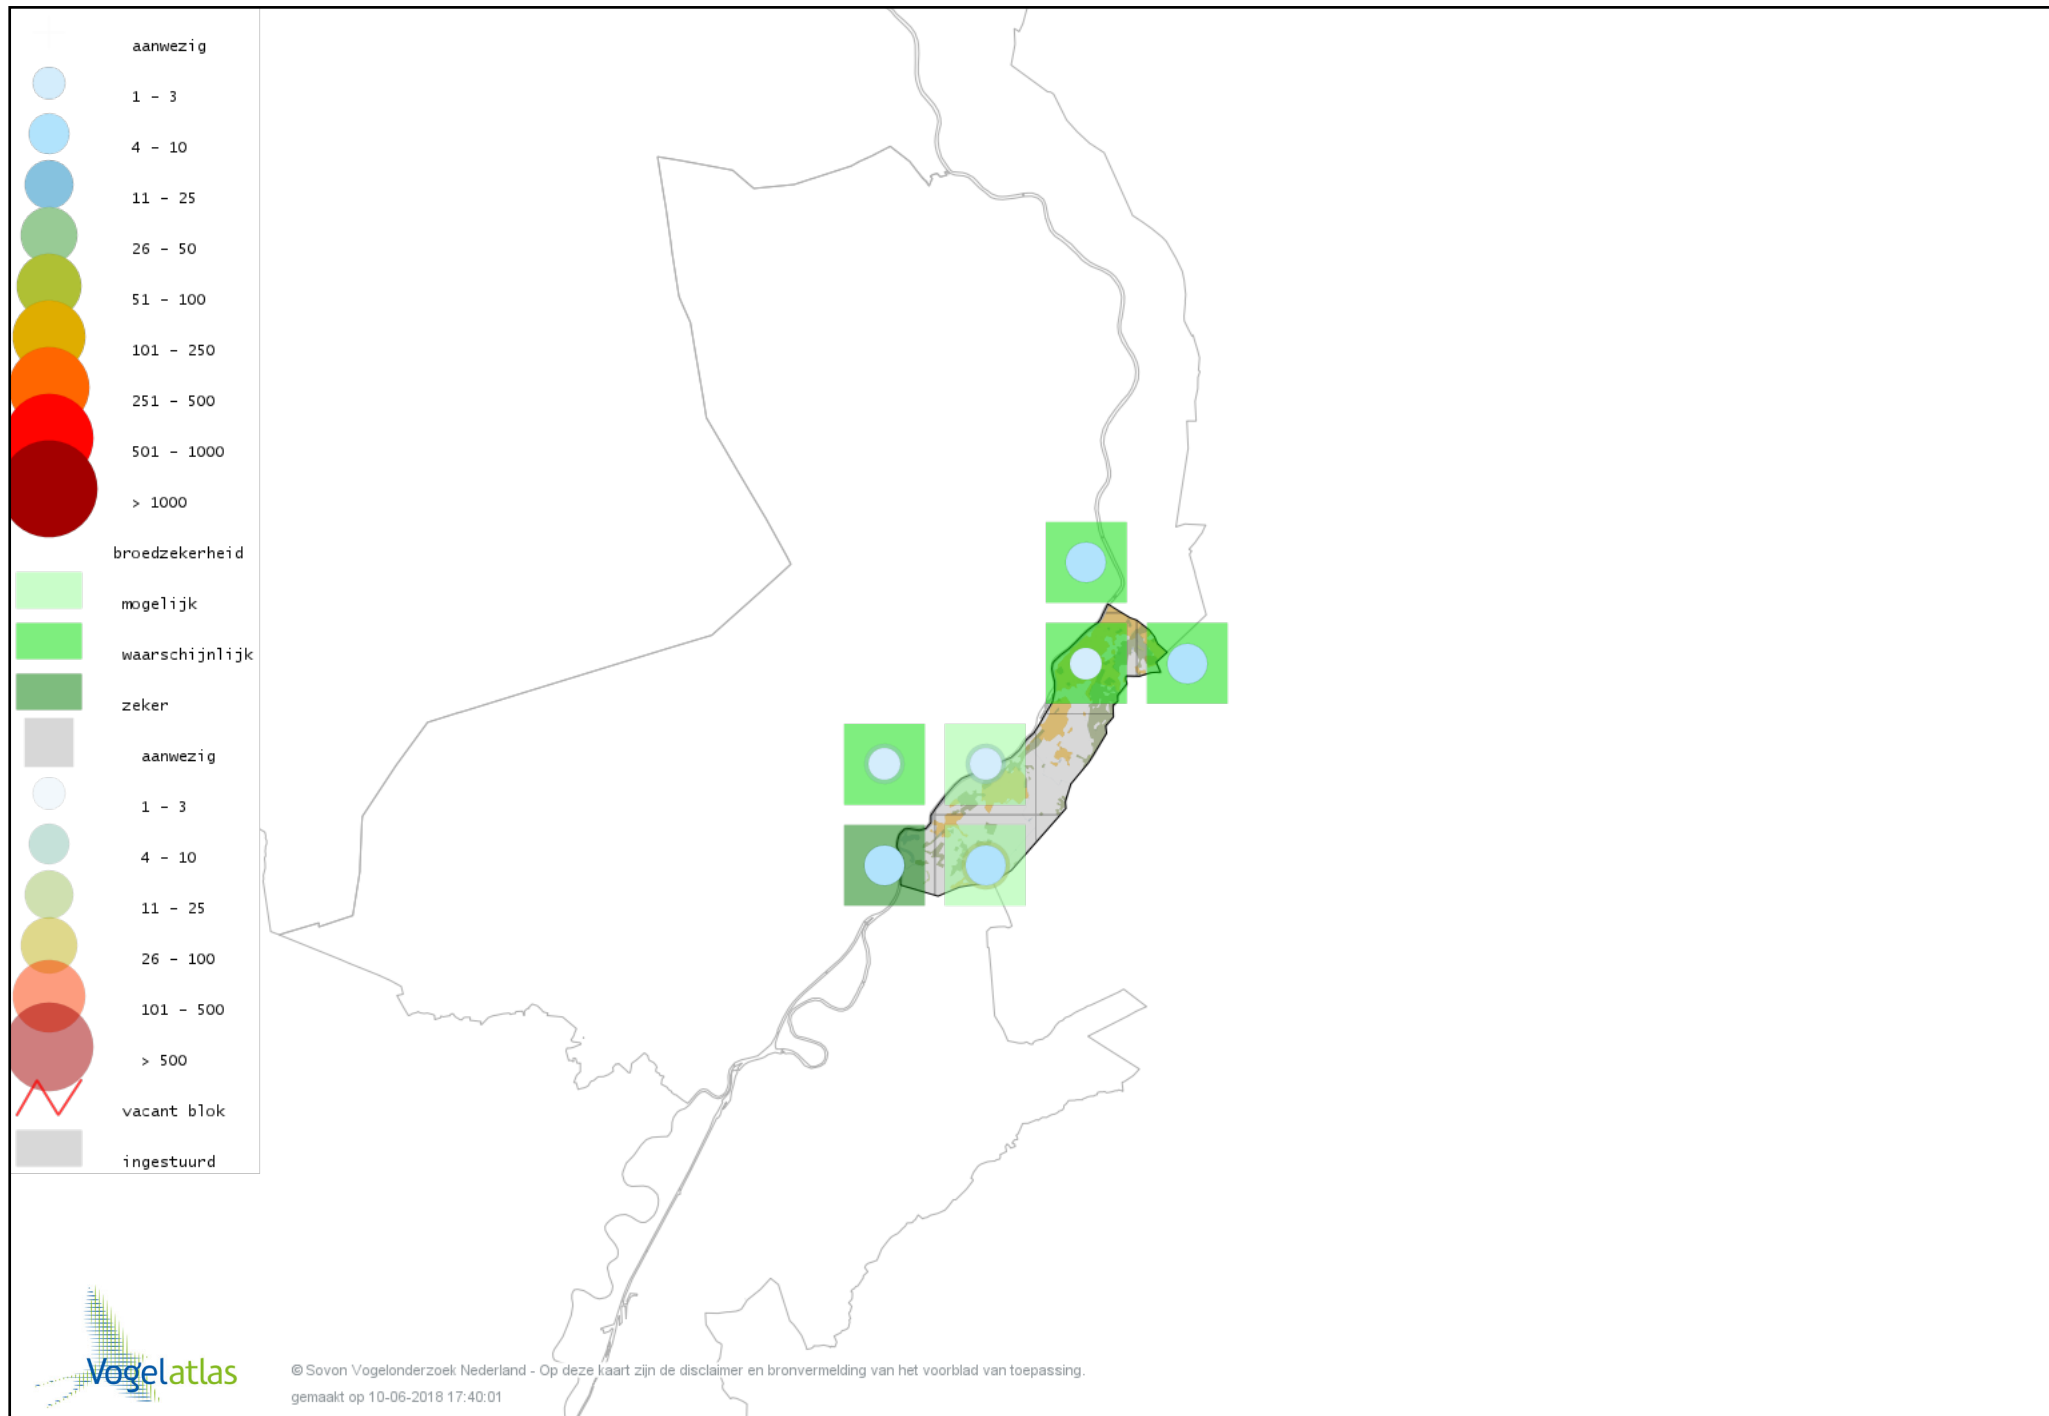 aanwezig
1 - 3
4 - 10
11 - 25
26 - 50
51 - 100
101 - 250
251 - 500
501 - 1000
> 1000
broedzekerheid
mogelijk
waarschijnlijk
zeker
aanwezig
1 - 3
4 - 10
11 - 25
26 - 100
101 - 500
> 500
vacant blok
ingestuurd
Vogelatlas
© Sovon Vogelonderzoek Nederland - Op deze kaart zijn de disclaimer en bronvermelding van het voorblad van toepassing.
gemaakt op 10-06-2018 17:40:01